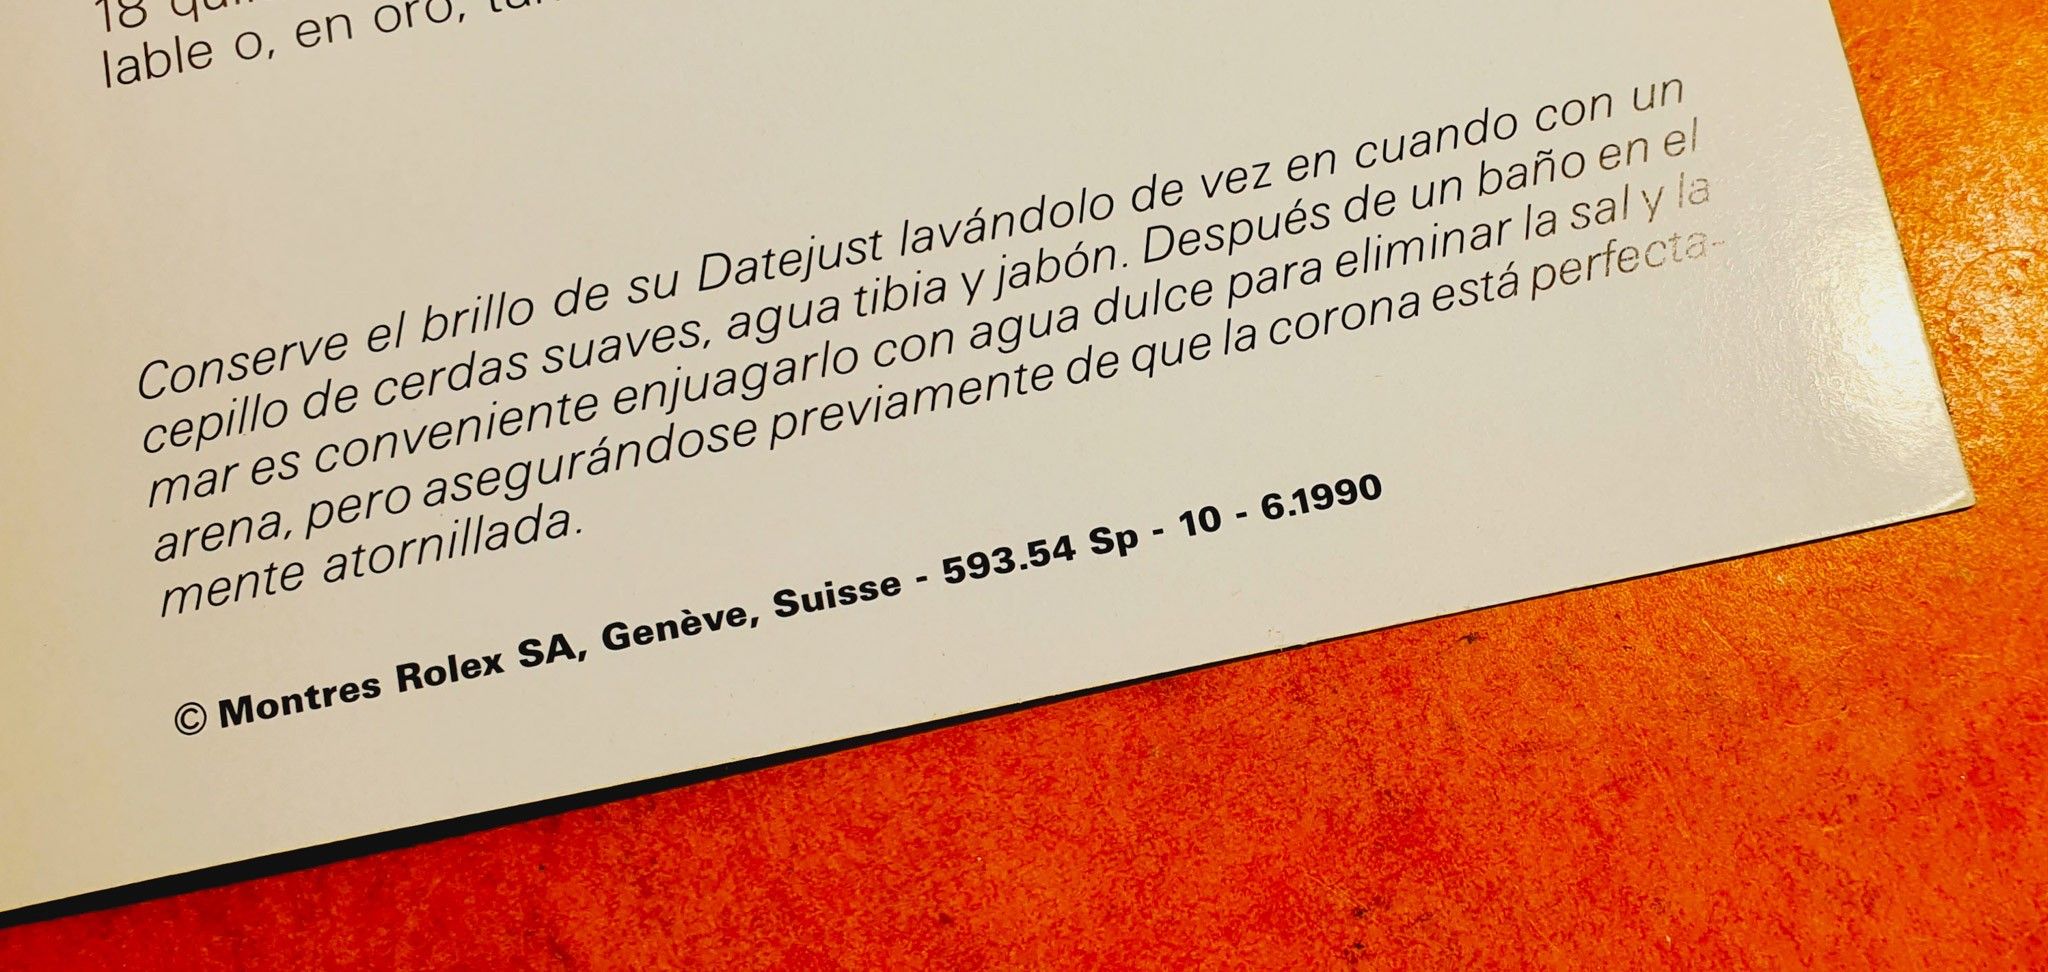 18
lable o, en oro,
Conserve el brillo de su Datejust lavándolo de vez en cuando con un
cepillo de cerdas suaves, agua tibia y jabón. Después de un baño en el
mar es conveniente enjuagarlo con agua dulce para eliminar la sal y la
arena, pero asegurándose previamente de que la corona está perfecta-
mente atornillada.
© Montres Rolex SA, Genève, Suisse - 593.54 Sp - 10 - 6.1990